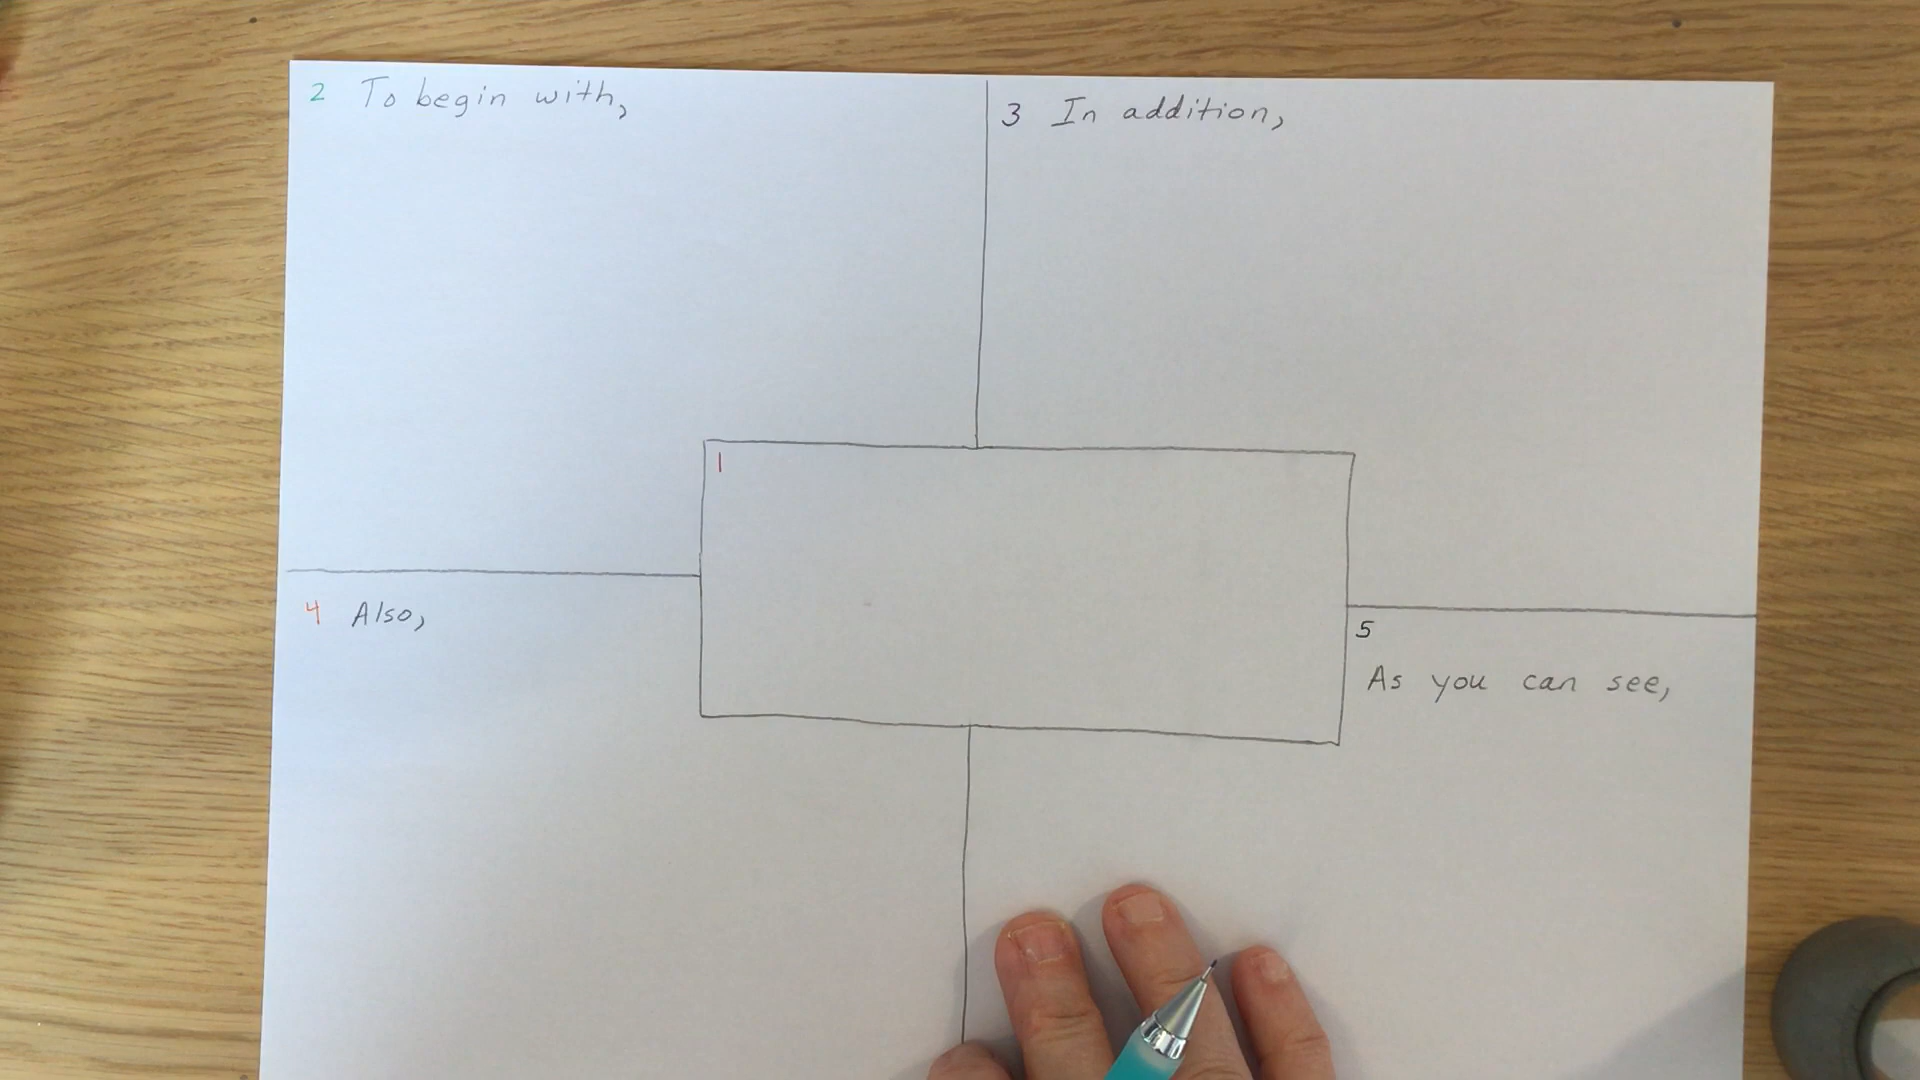 2 To begin with,
3 In addition,
1
4 Also,
5
As you can see,